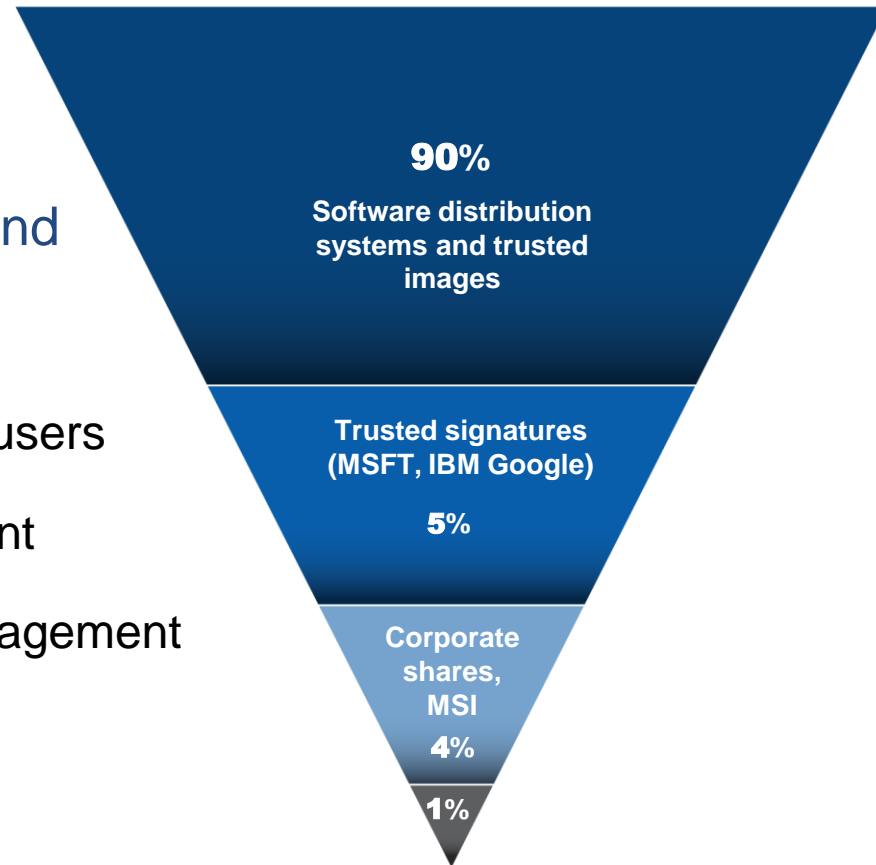 nd
users
nt
agement
90%
Software distribution
systems and trusted
images
Trusted signatures
(MSFT, IBM Google)
5%
Corporate
shares,
MSI
4%
1%